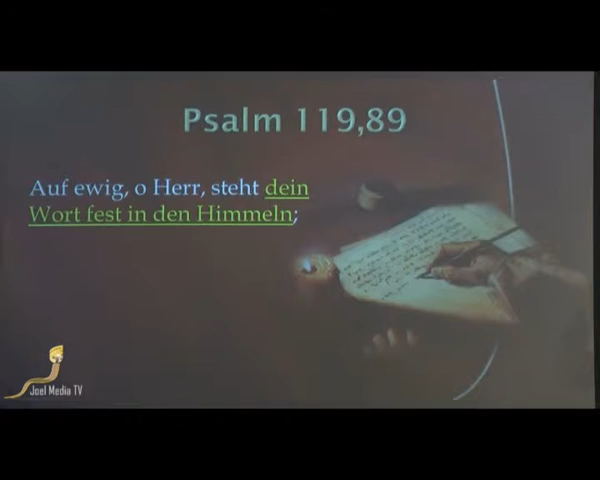 Psalm 119,89
Auf ewig, o Herr, steht dein
Wort fest in den Himmeln;
Joel Media TV